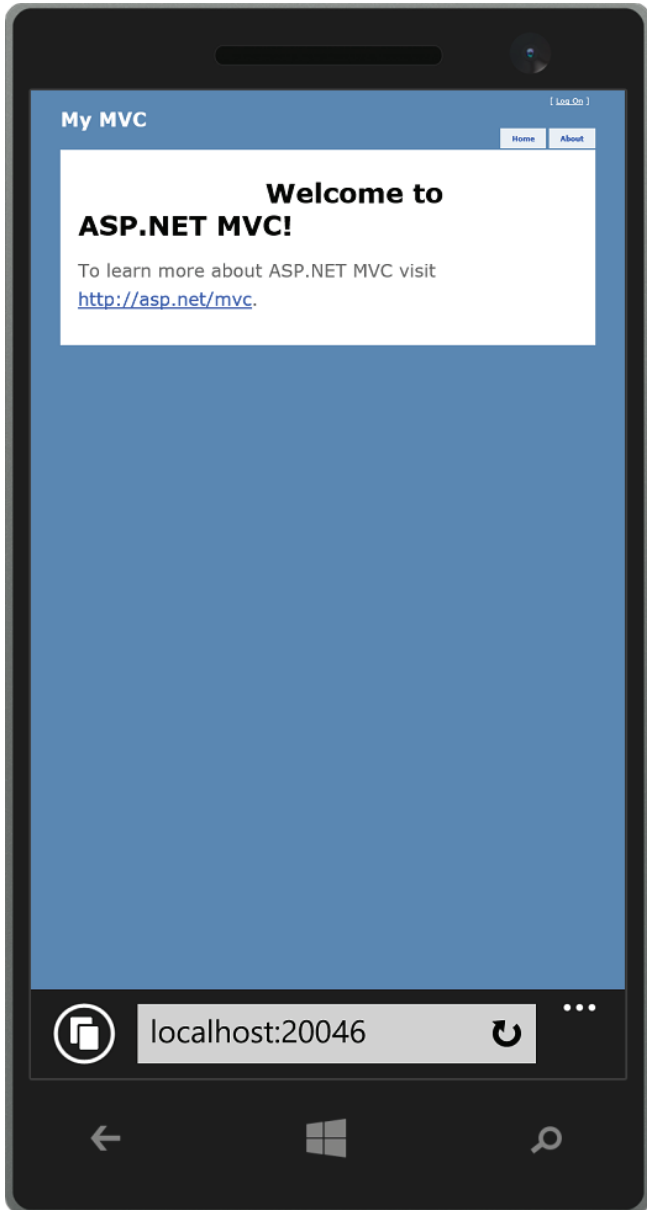 [ Log On ]
My MVC
Home About
Welcome to
ASP.NET MVC!
To learn more about ASP.NET MVC visit
http://asp.net/mvc.
localhost:20046